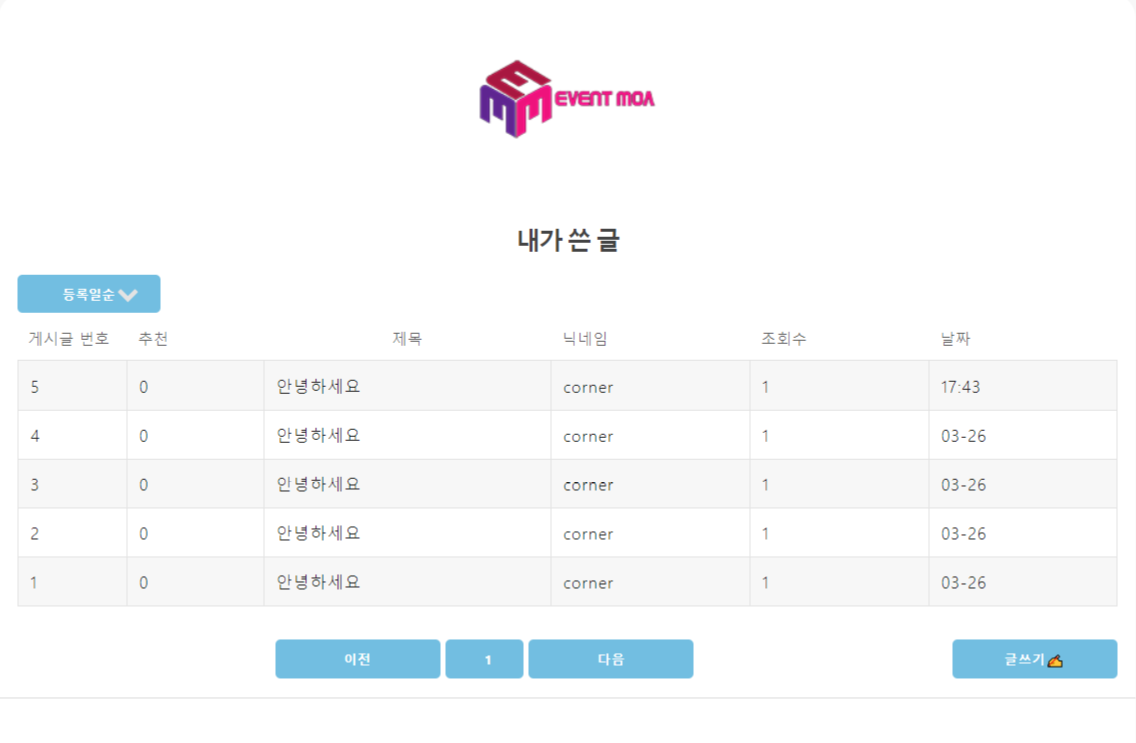 EVENT MOA
내가 쓴 글
등록일순
게시글 번호 추천 제목 닉네임 조회수 날짜
5 0 안녕하세요 corner 1 17:43
4 0 안녕하세요 corner 1 03-26
3 0 안녕하세요 corner 1 03-26
2 0 안녕하세요 corner 1 03-26
1 0 안녕하세요 corner 1 03-26
이전 1 다음 글쓰기✍